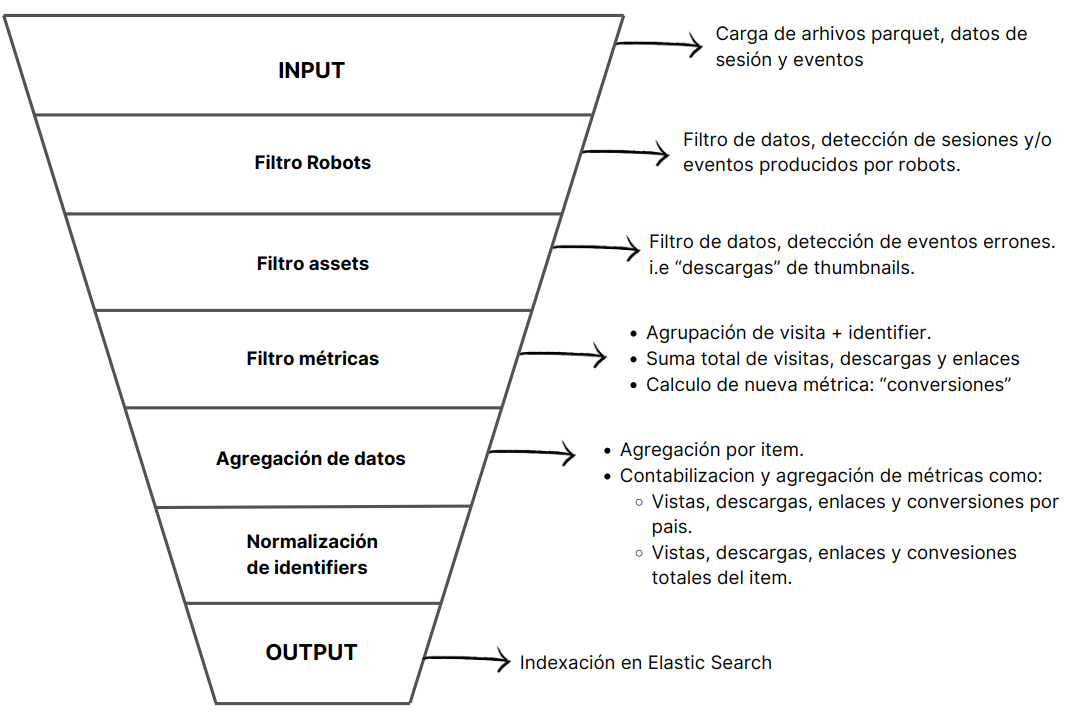 INPUT
Carga de arhivos parquet, datos de
sesión y eventos
Filtro Robots
Filtro de datos, detección de sesiones y/o
eventos producidos por robots.
Filtro assets
Filtro de datos, detección de eventos errones.
i.e “descargas” de thumbnails.
Filtro métricas
• Agrupación de visita + identifier.
• Suma total de visitas, descargas y enlaces
• Calculo de nueva métrica: “conversiones”
Agregación de datos
• Agregación por item.
• Contabilizacion y agregación de métricas como:
◦ Vistas, descargas, enlaces y conversiones por
pais.
◦ Vistas, descargas, enlaces y convesiones
totales del item.
Normalización
de identifiers
OUTPUT
Indexación en Elastic Search